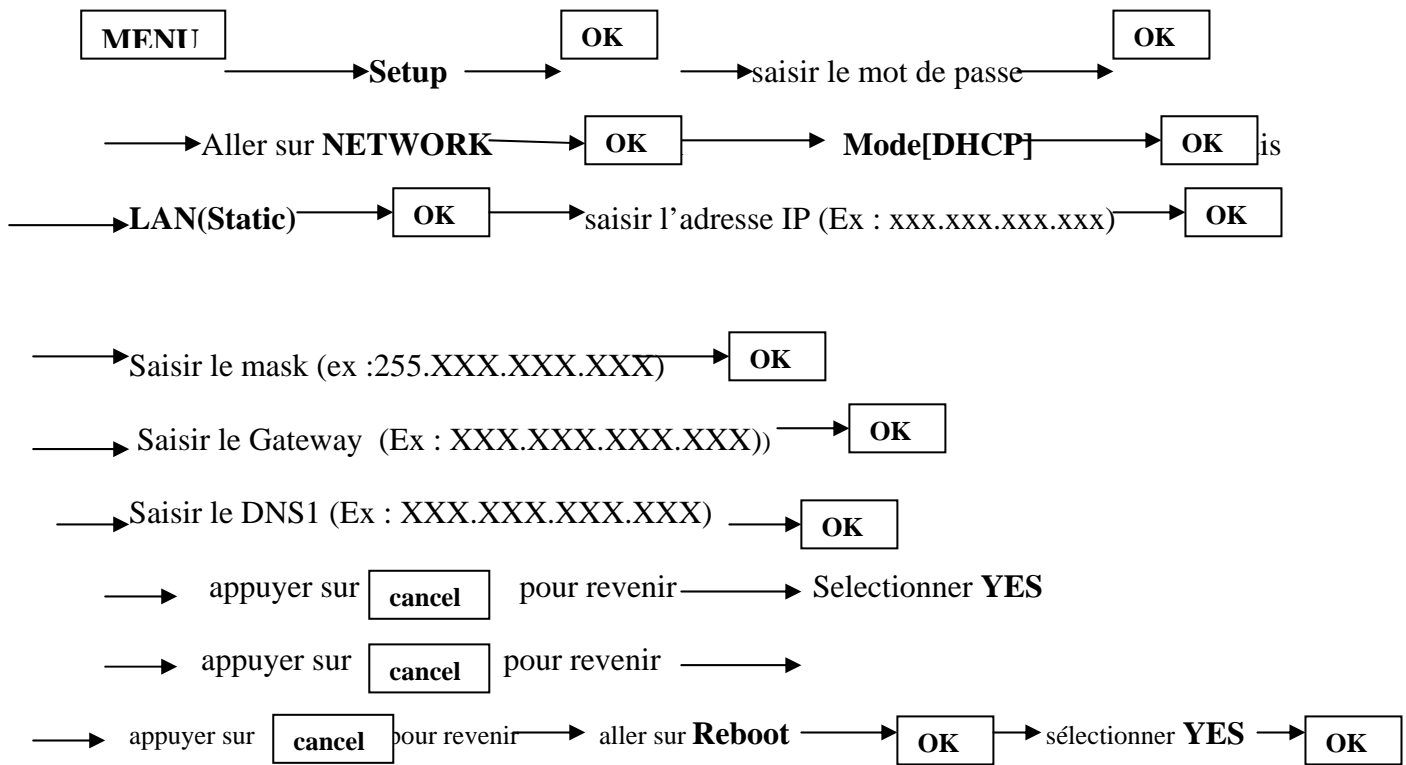 MENU OK OK
Setup saisir le mot de passe
Aller sur NETWORK OK Mode[DHCP] OK is
LAN(Static) OK saisir l’adresse IP (Ex : xxx.xxx.xxx.xxx) OK
Saisir le mask (ex :255.XXX.XXX.XXX) OK
Saisir le Gateway (Ex : XXX.XXX.XXX.XXX)) OK
Saisir le DNS1 (Ex : XXX.XXX.XXX.XXX) OK
appuyer sur cancel pour revenir Selectionner YES
appuyer sur cancel pour revenir
appuyer sur cancel pour revenir aller sur Reboot OK sélectionner YES OK